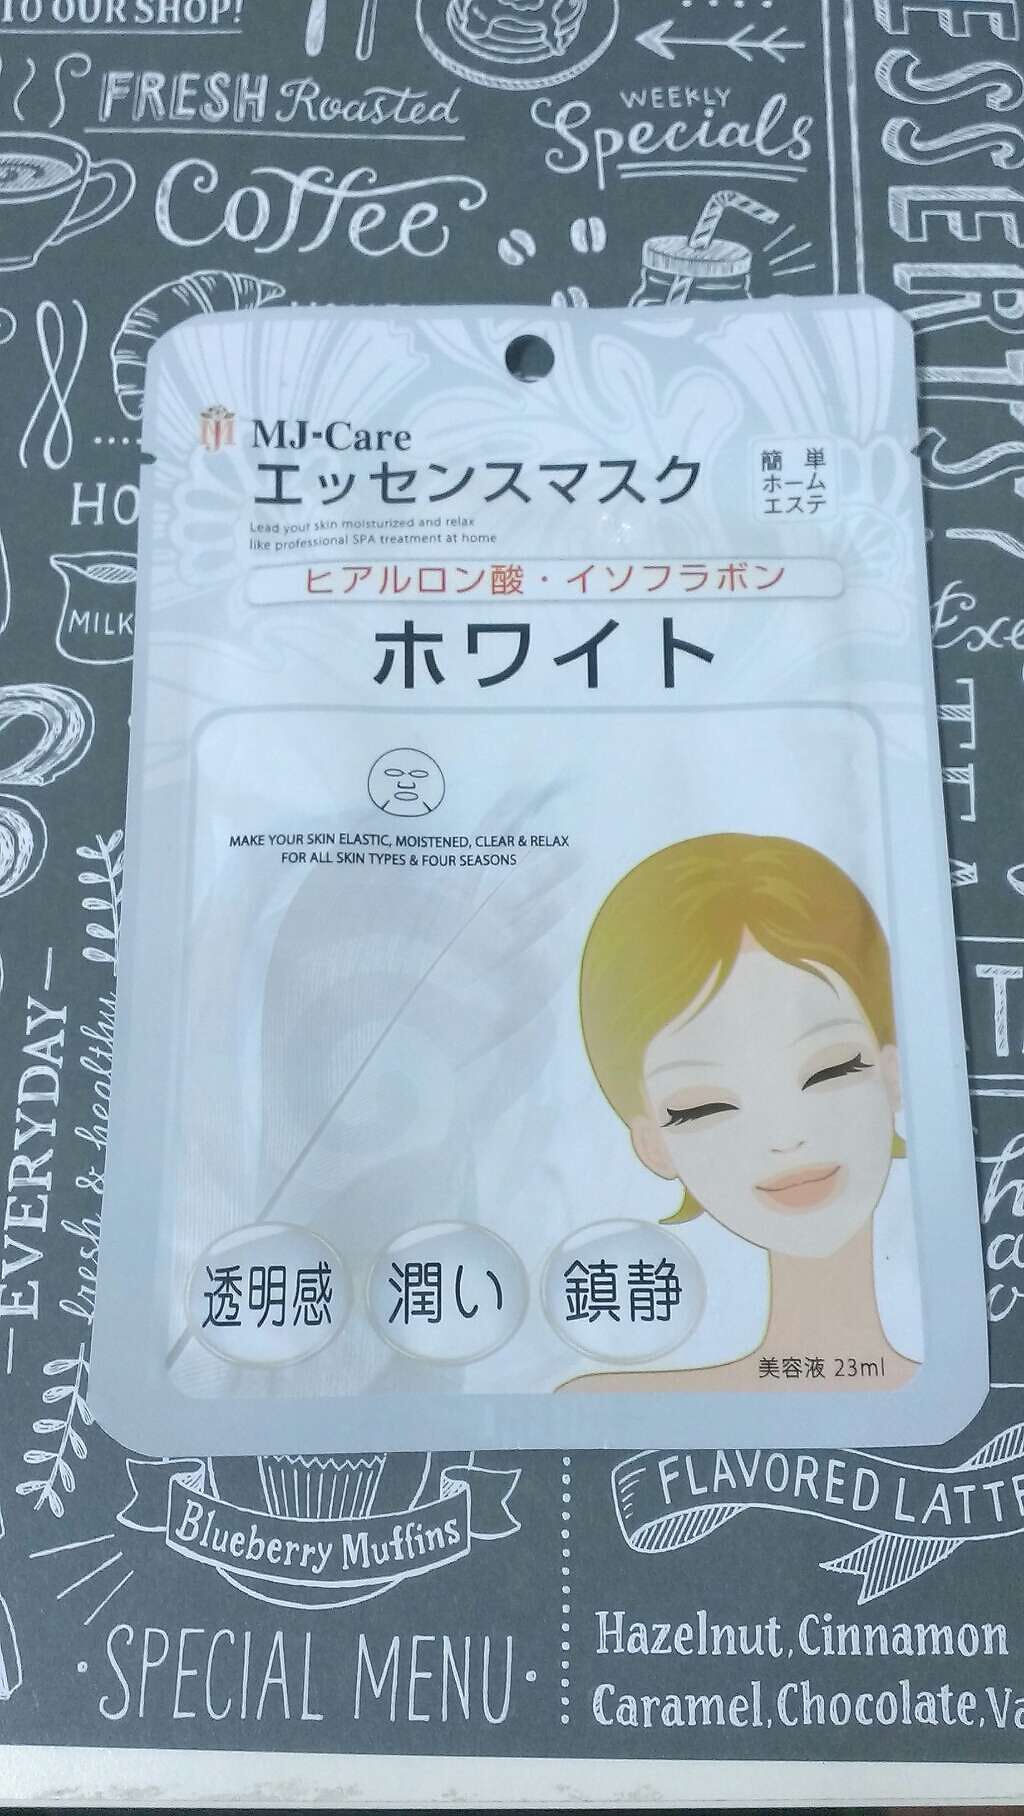 TO OUR SHOP!
FRESH Roasted
Coffee
WEEKLY
Specials
MJ-Care
エッセンスマスク
簡単
ホーム
エステ
Lead your skin moisturized and relax
like professional SPA treatment at home
ヒアルロン酸・イソフラボン
ホワイト
MILK
MAKE YOUR SKIN ELASTIC, MOISTENED, CLEAR & RELAX
FOR ALL SKIN TYPES & FOUR SEASONS
EVERYDAY
fresh & healthy
透明感
潤い
鎮静
美容液 23ml
Blueberry Muffins
FLAVORED LATTE
·SPECIAL MENU·
Hazelnut, Cinnamon
Caramel, Chocolate, Va